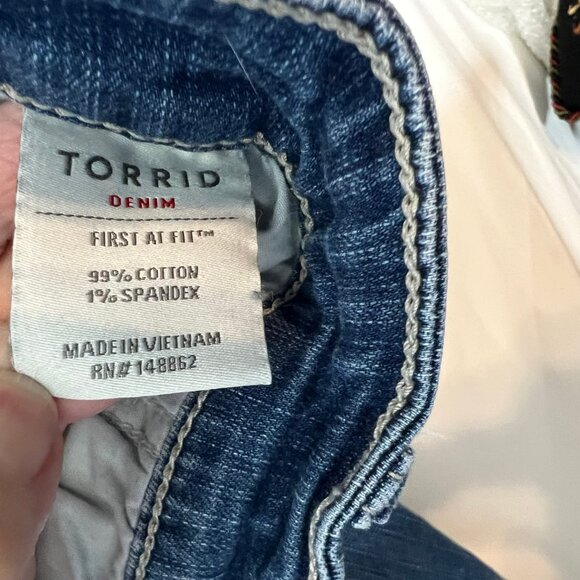 TORRID
DENIM
FIRST AT FIT™
99% COTTON
1% SPANDEX
MADE IN VIETNAM
RN# 148862